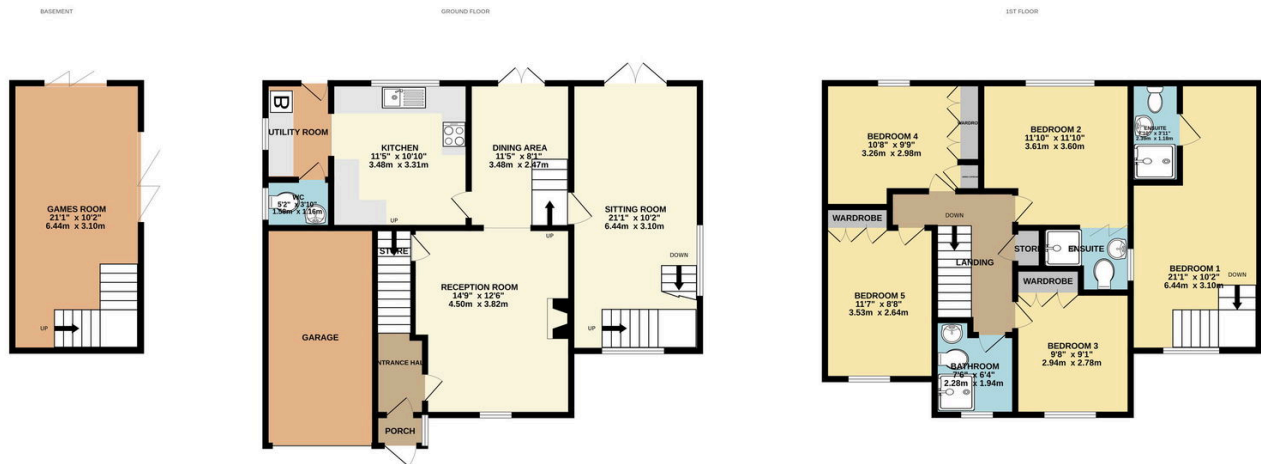 BASEMENT
GAMES ROOM
21'1" x 10'2"
6.44m x 3.10m
UP
GROUND FLOOR
B
UTILITY ROOM
WC
5'2" x 3'10"
1.58m x 1.16m
KITCHEN
11'5" x 10'10"
3.48m x 3.31m
UP
DINING AREA
11'5" x 8'1"
3.48m x 2.47m
UP
SITTING ROOM
21'1" x 10'2"
6.44m x 3.10m
DOWN
UP
STORE
RECEPTION ROOM
14'9" x 12'6"
4.50m x 3.82m
GARAGE
ENTRANCE HALL
PORCH
1ST FLOOR
BEDROOM 4
10'8" x 9'9"
3.26m x 2.98m
BEDROOM 2
11'10" x 11'10"
3.61m x 3.60m
ENSUITE
WARDROBE
DOWN
LANDING
STORE
ENSUITE
WARDROBE
BEDROOM 1
21'1" x 10'2"
6.44m x 3.10m
DOWN
BEDROOM 5
11'7" x 8'8"
3.53m x 2.64m
BATHROOM
7'6" x 6'4"
2.28m x 1.94m
BEDROOM 3
9'8" x 9'1"
2.94m x 2.78m